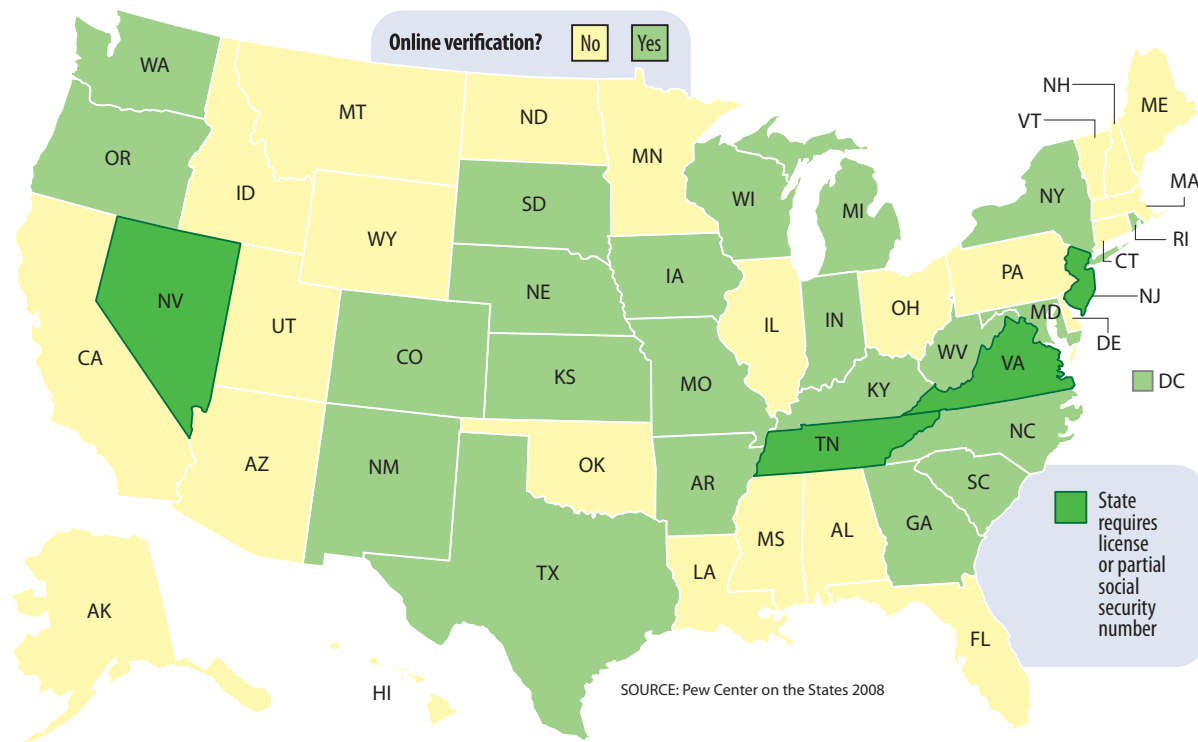 Online verification?
No
Yes
WA
OR
CA
NV
ID
MT
WY
UT
AZ
CO
NM
ND
SD
NE
KS
OK
TX
MN
IA
MO
AR
LA
WI
IL
MI
IN
OH
KY
TN
MS
AL
GA
FL
SC
NC
VA
WV
MD
DE
PA
NJ
NY
CT
RI
MA
VT
NH
ME
DC
AK
HI
State
requires
license
or partial
social
security
number
SOURCE: Pew Center on the States 2008